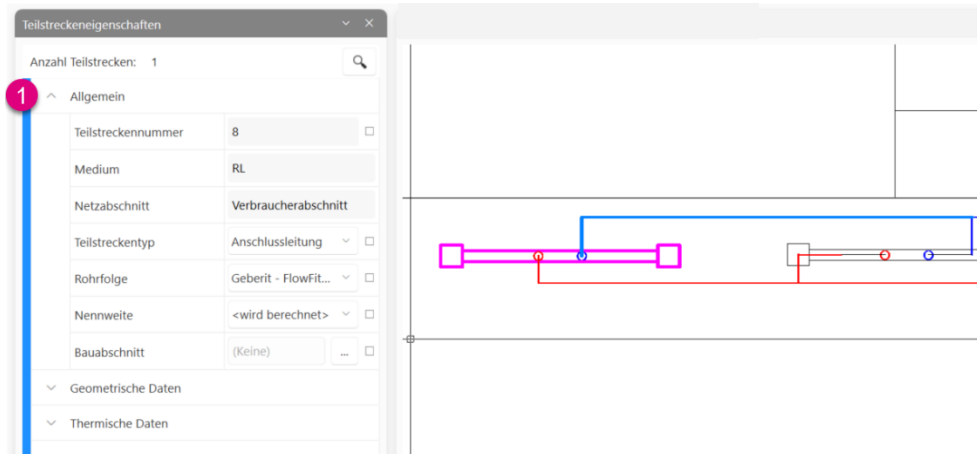 Teilstreckeneigenschaften
Anzahl Teilstrecken: 1
1
Allgemein
Teilstreckennummer 8
Medium RL
Netzabschnitt Verbraucherabschnitt
Teilstreckentyp Anschlussleitung
Rohrfolge Geberit - FlowFit...
Nennweite <wird berechnet>
Bauabschnitt (Keine) ...
Geometrische Daten
Thermische Daten